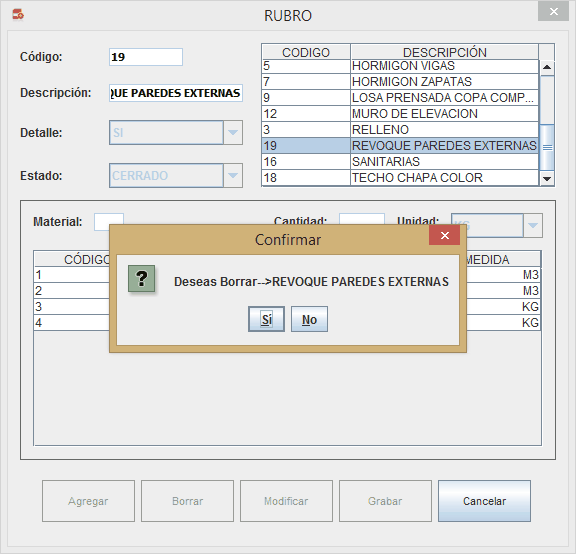 RUBRO
Código: 19
Descripción: QUE PAREDES EXTERNAS
Detalle: SI
Estado: CERRADO
CODIGO DESCRIPCIÓN
5 HORMIGON VIGAS
7 HORMIGON ZAPATAS
9 LOSA PRENSADA COPA COMP...
12 MURO DE ELEVACION
3 RELLENO
19 REVOQUE PAREDES EXTERNAS
16 SANITARIAS
18 TECHO CHAPA COLOR
Material: Cantidad: Unidad: KG
CÓDIGO MEDIDA
1 M3
2 M3
3 KG
4 KG
Confirmar
? Deseas Borrar-->REVOQUE PAREDES EXTERNAS
Sí No
Agregar Borrar Modificar Grabar Cancelar